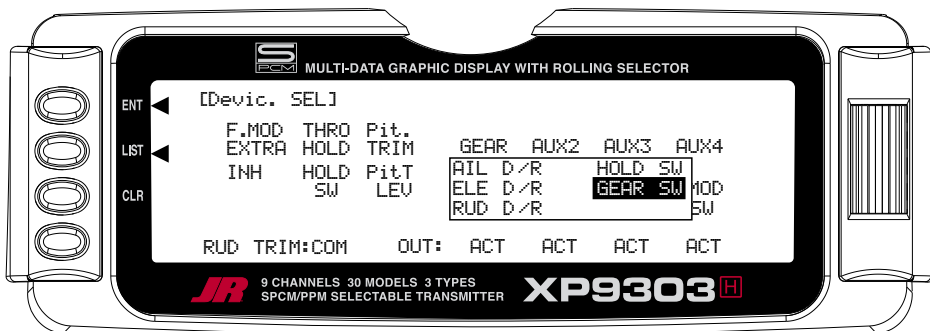 S
PCM MULTI-DATA GRAPHIC DISPLAY WITH ROLLING SELECTOR
ENT
LIST
CLR
[Devic. SEL]
F.MOD THRO Pit.
EXTRA HOLD TRIM GEAR AUX2 AUX3 AUX4
INH HOLD PitT AIL D/R HOLD SW
SW LEV ELE D/R GEAR SW MOD
RUD D/R SW
RUD TRIM:COM OUT: ACT ACT ACT ACT
JR 9 CHANNELS 30 MODELS 3 TYPES
SPCM/PPM SELECTABLE TRANSMITTER XP9303 H